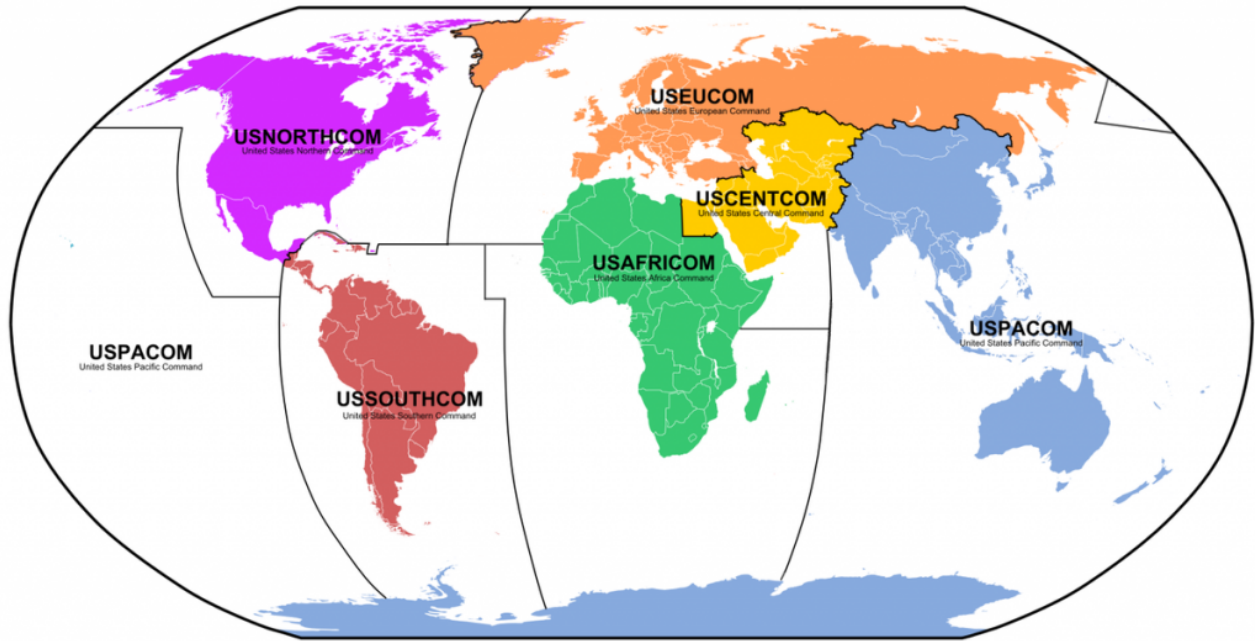 USEUCOM
United States European Command
USNORTHCOM
United States Northern Command
USCENTCOM
United States Central Command
USAFRICOM
United States Africa Command
USPACOM
United States Pacific Command
USPACOM
United States Pacific Command
USSOUTHCOM
United States Southern Command